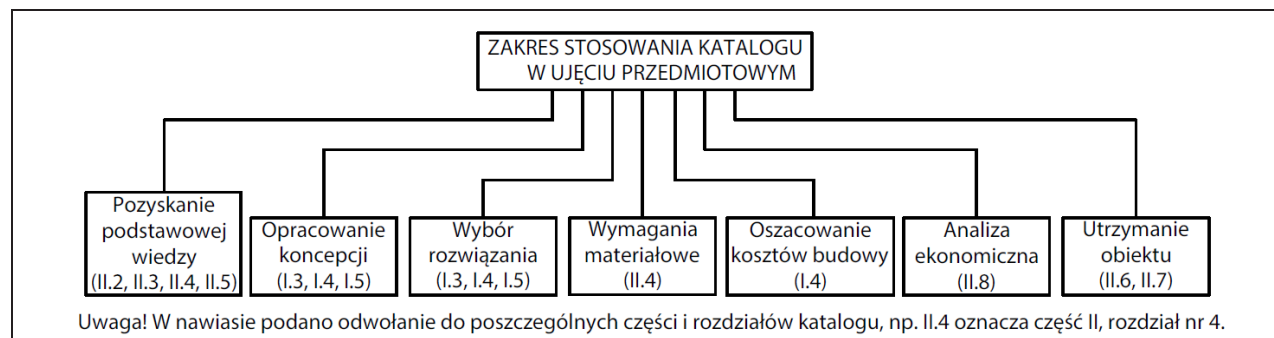 ZAKRES STOSOWANIA KATALOGU
W UJĘCIU PRZEDMIOTOWYM
Pozyskanie
podstawowej
wiedzy
(II.2, II.3, II.4, II.5)
Opracowanie
koncepcji
(I.3, I.4, I.5)
Wybór
rozwiązania
(I.3, I.4, I.5)
Wymagania
materiałowe
(II.4)
Oszacowanie
kosztów budowy
(I.4)
Analiza
ekonomiczna
(II.8)
Utrzymanie
obiektu
(II.6, II.7)
Uwaga! W nawiasie podano odwołanie do poszczególnych części i rozdziałów katalogu, np. II.4 oznacza część II, rozdział nr 4.